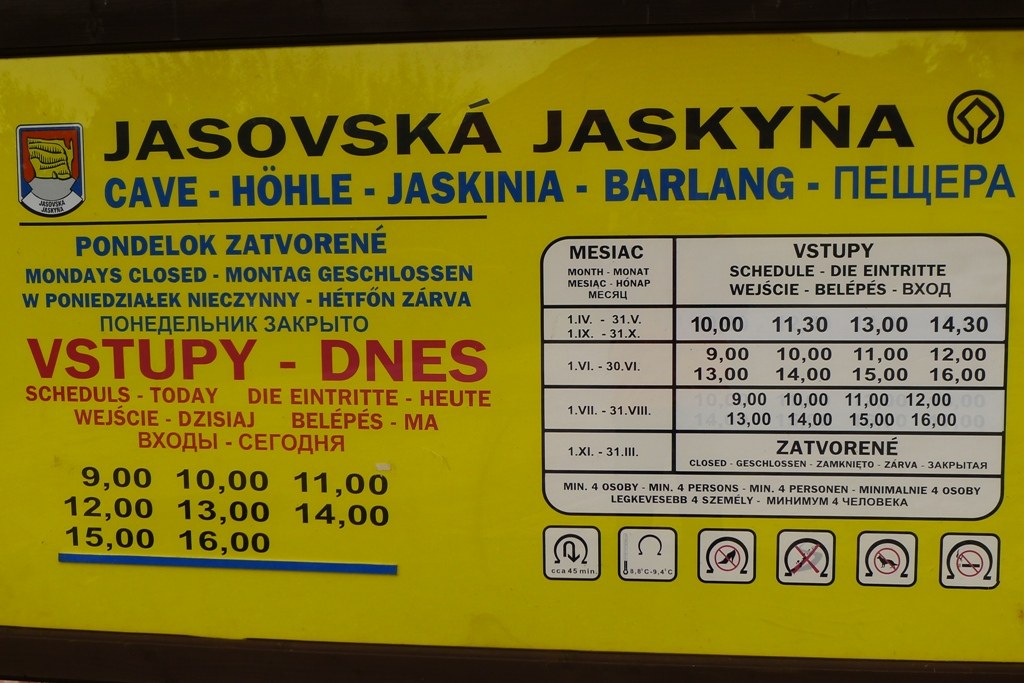 JASOVSKÁ JASKYŇA
CAVE - HÖHLE - JASKINIA - BARLANG - ПЕЩЕРА
JASOVSKÁ
JASKYŇA
PONDELOK ZATVORENÉ
MONDAYS CLOSED - MONTAG GESCHLOSSEN
W PONIEDZIAŁEK NIECZYNNY - HÉTFŐN ZÁRVA
ПОНЕДЕЛЬНИК ЗАКРЫТО
VSTUPY - DNES
SCHEDULS - TODAY DIE EINTRITTE - HEUTE
WEJŚCIE - DZISIAJ BELÉPÉS - MA
ВХОДЫ - СЕГОДНЯ
9,00 10,00 11,00
12,00 13,00 14,00
15,00 16,00
MESIAC
MONTH - MONAT
MESIĄC - HÓNAP
МЕСЯЦ
VSTUPY
SCHEDULE - DIE EINTRITTE
WEJŚCIE - BELÉPÉS - ВХОД
1.IV. - 31.V.
1.IX. - 31.X.
10,00 11,30 13,00 14,30
1.VI. - 30.VI.
9,00 10,00 11,00 12,00
13,00 14,00 15,00 16,00
1.VII. - 31.VIII.
9,00 10,00 11,00 12,00
13,00 14,00 15,00 16,00
1.XI. - 31.III.
ZATVORENÉ
CLOSED - GESCHLOSSEN - ZAMKNIĘTO - ZÁRVA - ЗАКРЫТАЯ
MIN. 4 OSOBY - MIN. 4 PERSONS - MIN. 4 PERSONEN - MINIMALNIE 4 OSOBY
LEGKEVESEBB 4 SZEMÉLY - МИНИМУМ 4 ЧЕЛОВЕКА
cca 45 min.
8,8°C-9,4°C